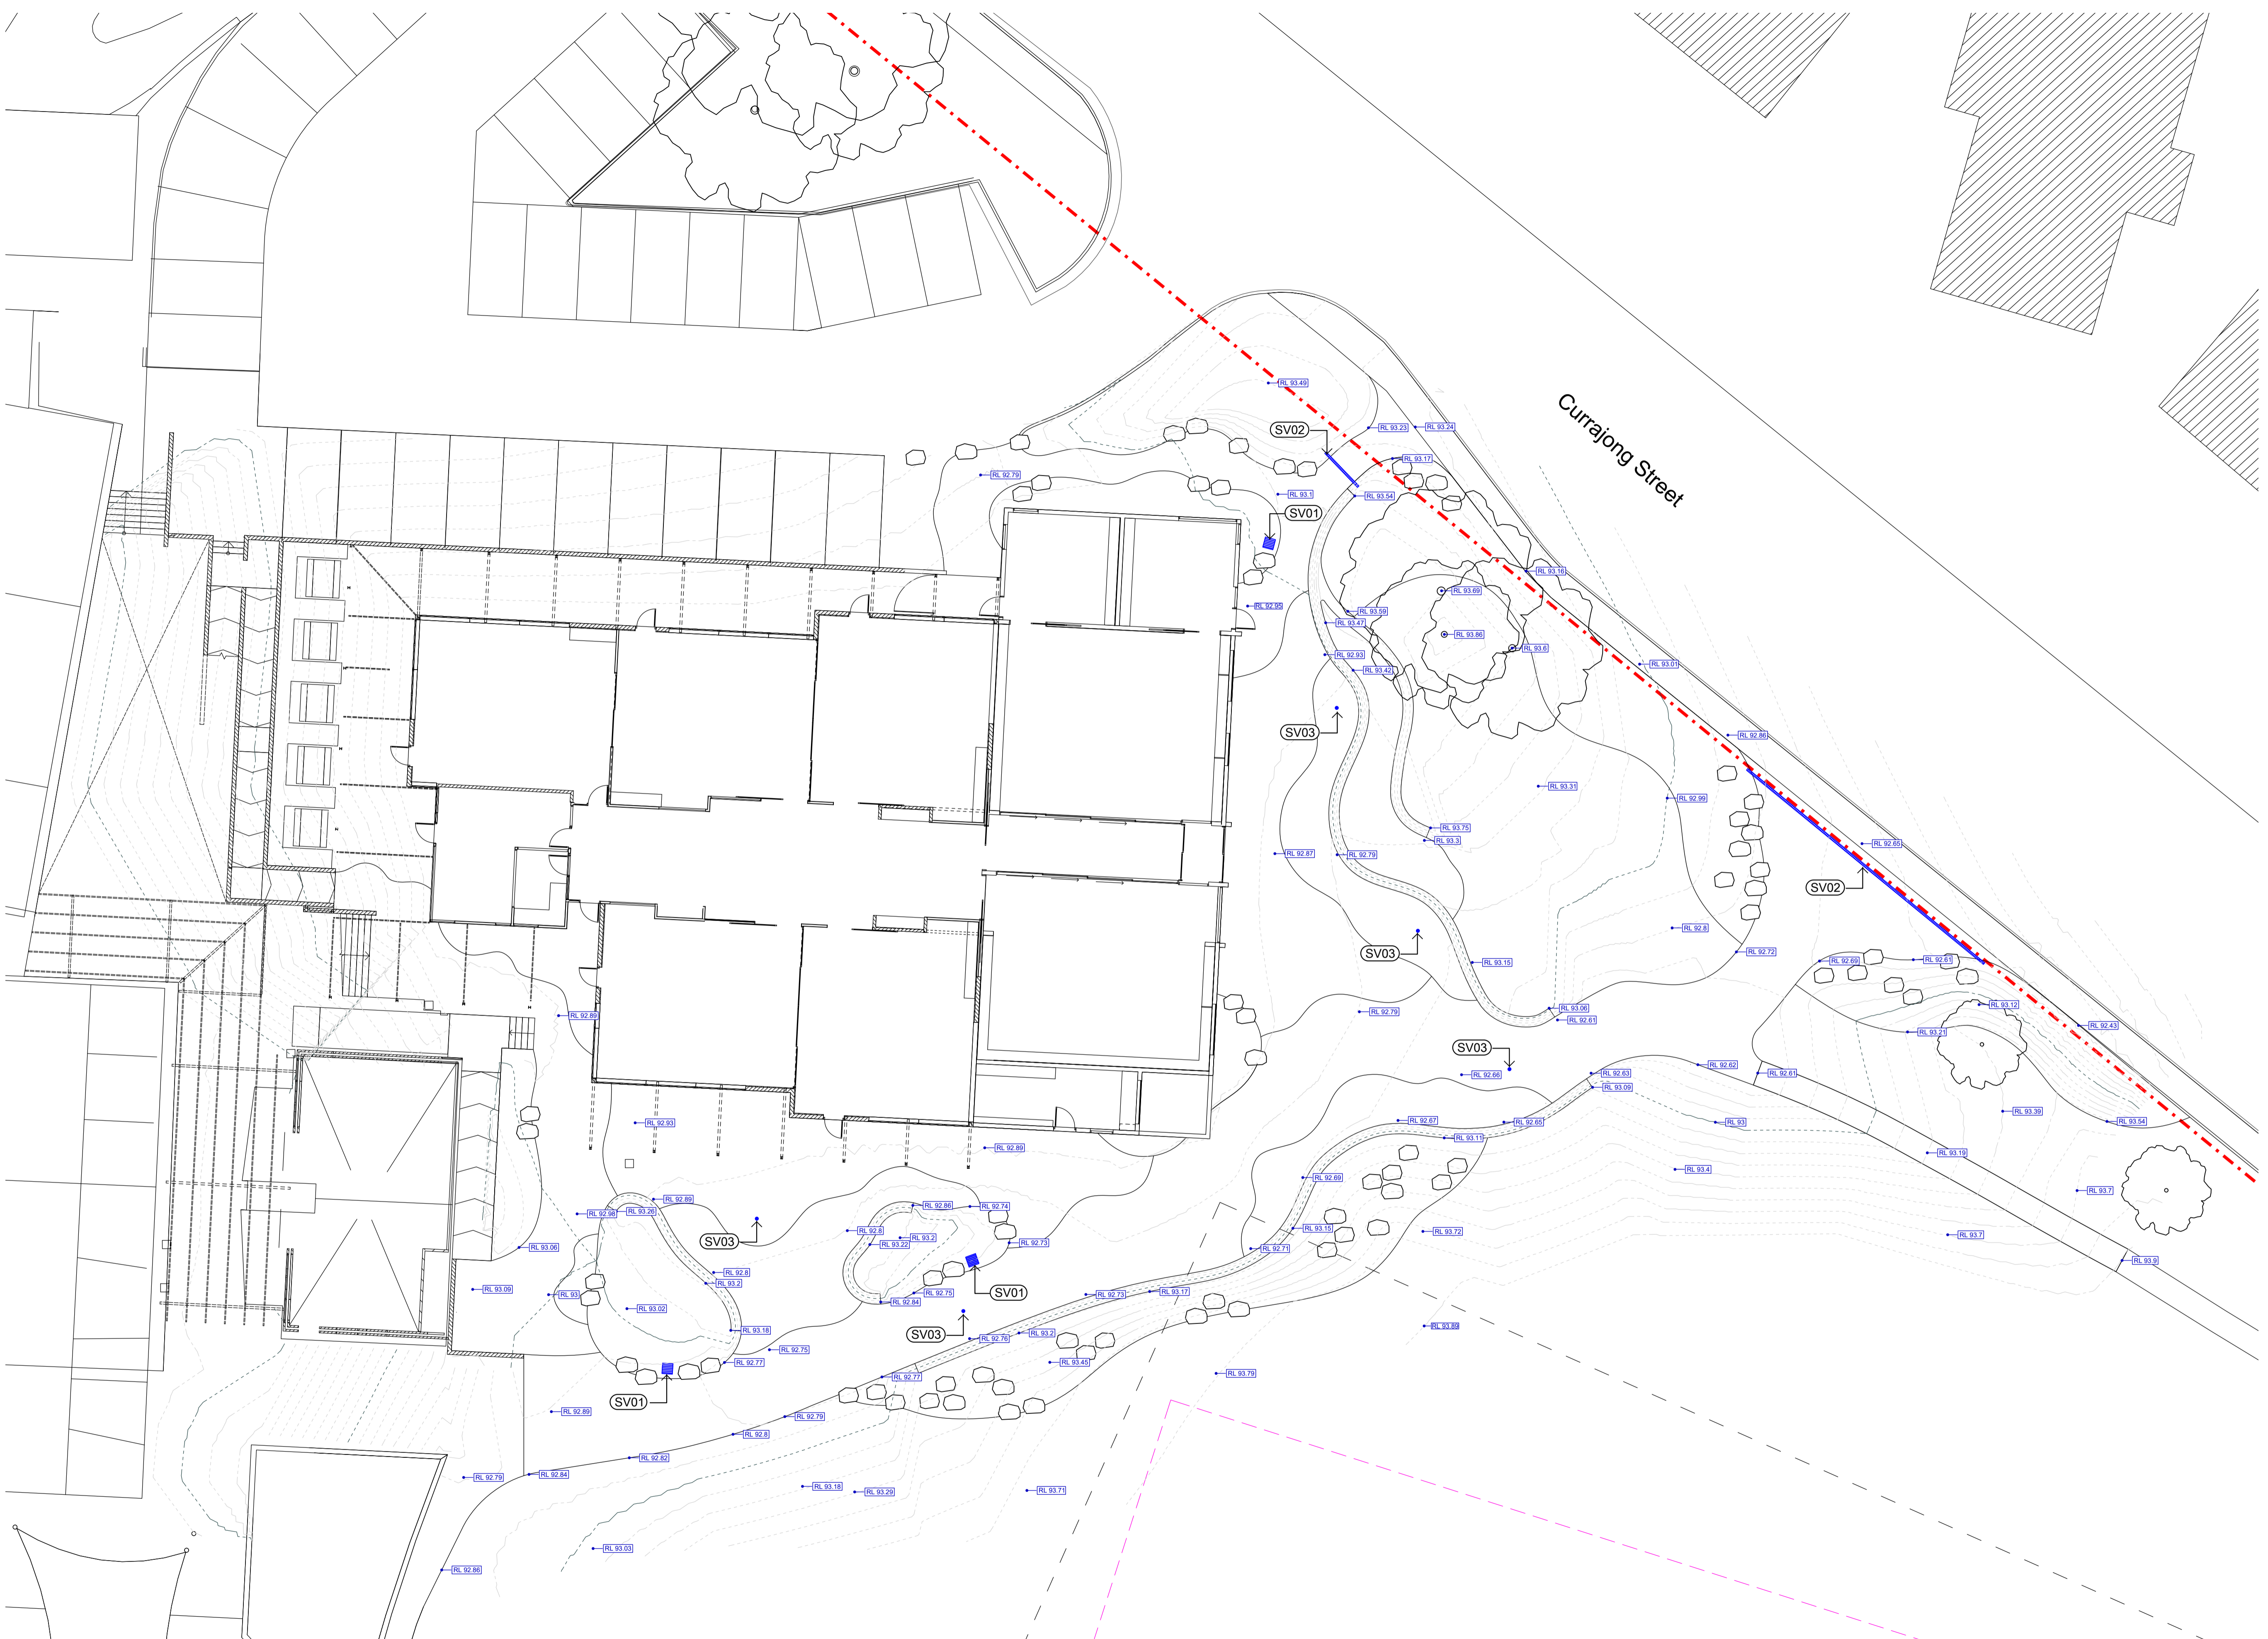 RL 93.49
SV02
RL 93.23
RL 93.24
Currajong Street
RL 93.17
RL 92.79
RL 93.1
RL 93.54
SV01
RL 93.16
RL 93.69
RL 92.95
RL 93.59
RL 93.47
RL 93.86
RL 93.6
RL 92.93
RL 93.01
RL 93.42
SV03
RL 92.86
RL 93.31
RL 92.99
RL 93.75
RL 93.3
RL 92.65
RL 92.87
RL 92.79
SV02
RL 92.8
SV03
RL 92.72
RL 93.15
RL 92.69
RL 92.61
RL 93.12
RL 93.06
RL 92.89
RL 92.79
RL 92.61
RL 92.43
RL 93.21
SV03
RL 92.62
RL 92.66
RL 92.63
RL 92.61
RL 93.09
RL 93.39
RL 92.93
RL 92.67
RL 92.65
RL 93
RL 93.54
RL 93.11
RL 92.89
RL 93.19
RL 93.4
RL 92.69
RL 93.7
RL 92.89
RL 92.86
RL 92.74
RL 92.98
RL 93.26
RL 92.8
RL 93.15
RL 93.72
RL 93.2
RL 93.7
SV03
RL 93.22
RL 92.73
RL 93.06
RL 92.71
RL 93.9
RL 92.8
RL 93.2
RL 93.09
RL 93
RL 92.75
SV01
RL 92.73
RL 93.17
RL 92.84
RL 93.02
RL 93.18
SV03
RL 92.76
RL 93.2
RL 93.89
RL 92.75
RL 92.77
RL 93.45
RL 92.77
RL 93.79
SV01
RL 92.89
RL 92.79
RL 92.8
RL 92.82
RL 92.79
RL 92.84
RL 93.18
RL 93.29
RL 93.71
RL 93.03
RL 92.86